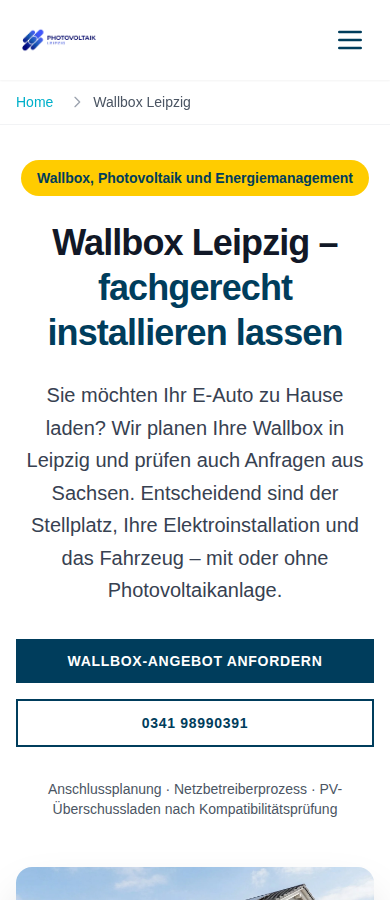 PHOTOVOLTAIK
LEIPZIG
Home > Wallbox Leipzig
Wallbox, Photovoltaik und Energiemanagement
Wallbox Leipzig –
fachgerecht
installieren lassen
Sie möchten Ihr E-Auto zu Hause
laden? Wir planen Ihre Wallbox in
Leipzig und prüfen auch Anfragen aus
Sachsen. Entscheidend sind der
Stellplatz, Ihre Elektroinstallation und
das Fahrzeug – mit oder ohne
Photovoltaikanlage.
WALLBOX-ANGEBOT ANFORDERN
0341 98990391
Anschlussplanung · Netzbetreiberprozess · PV-
Überschussladen nach Kompatibilitätsprüfung